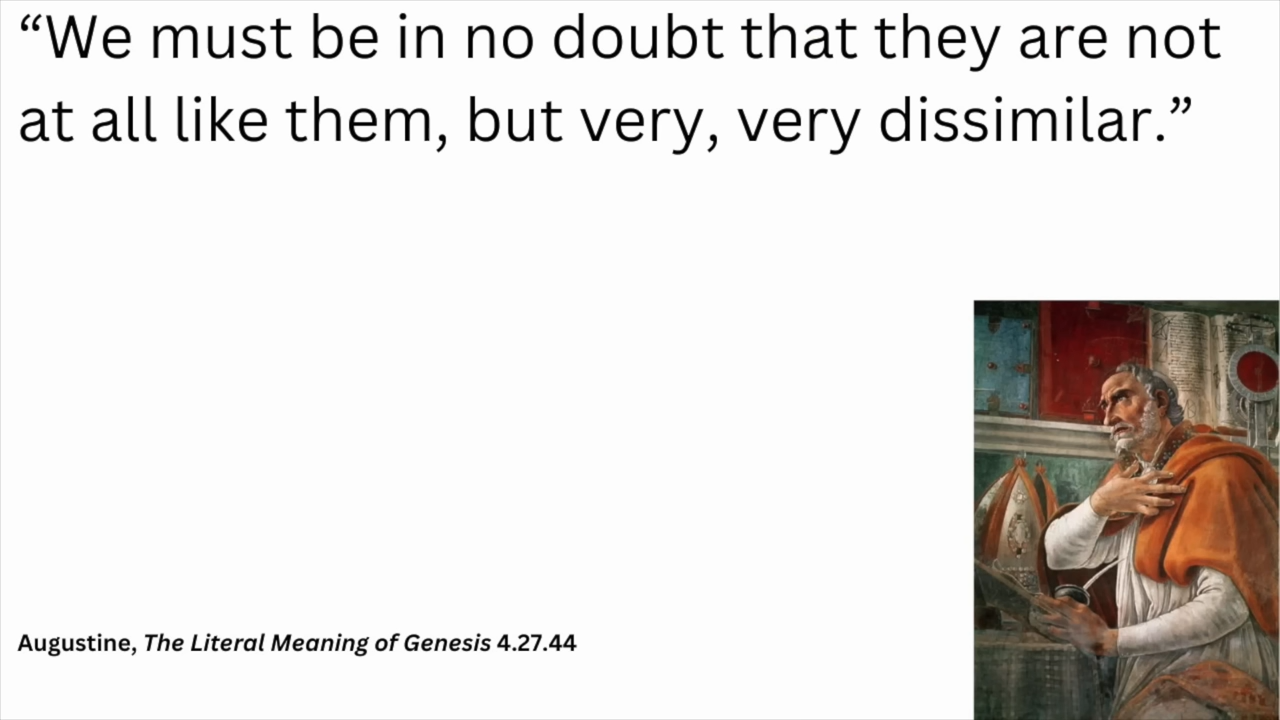 “We must be in no doubt that they are not
at all like them, but very, very dissimilar.”
Augustine, The Literal Meaning of Genesis 4.27.44